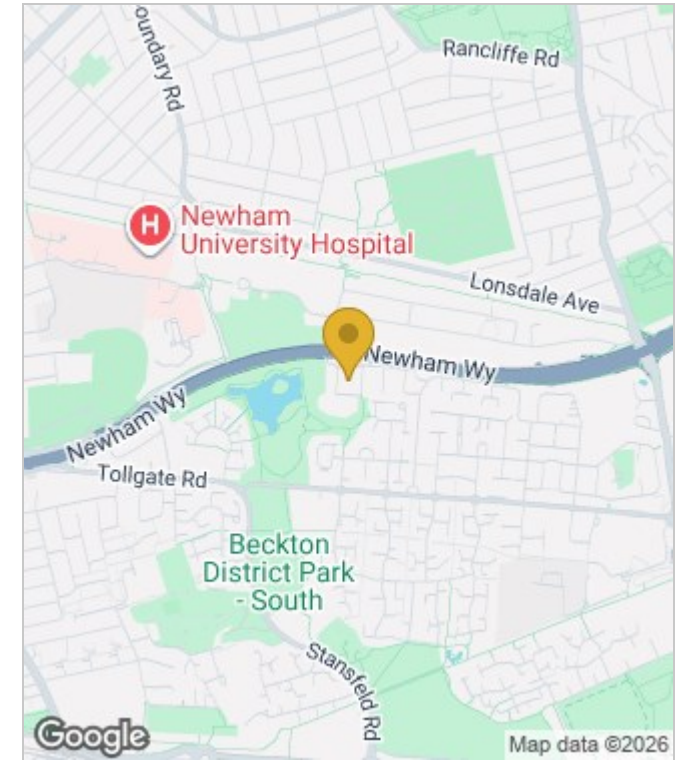 oundary Rd
Rancliffe Rd
H
Newham
University Hospital
Lonsdale Ave
Newham Wy
Newham Wy
Tollgate Rd
Beckton
District Park
- South
Stansfeld Rd
Google
Map data ©2026